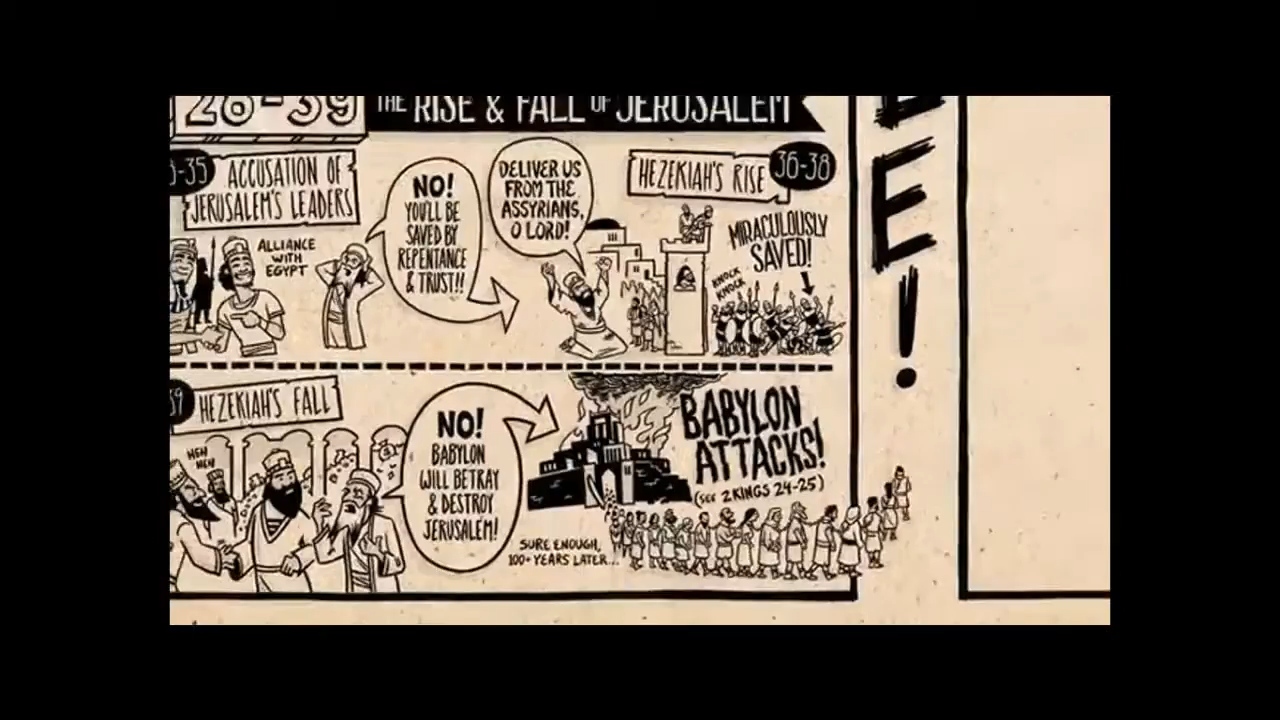 28-39 THE RISE & FALL OF JERUSALEM
-35 ACCUSATION OF
JERUSALEM'S LEADERS
ALLIANCE
WITH
EGYPT
NO!
YOU'LL BE
SAVED BY
REPENTANCE
& TRUST!!
DELIVER US
FROM THE
ASSYRIANS,
O LORD!
HEZEKIAH'S RISE 36-38
MIRACULOUSLY
SAVED!
KNOCK
KNOCK
E!
39 HEZEKIAH'S FALL
HEH
HEH
NO!
BABYLON
WILL BETRAY
& DESTROY
JERUSALEM!
BABYLON
ATTACKS!
(SEE 2 KINGS 24-25)
SURE ENOUGH,
100+ YEARS LATER...